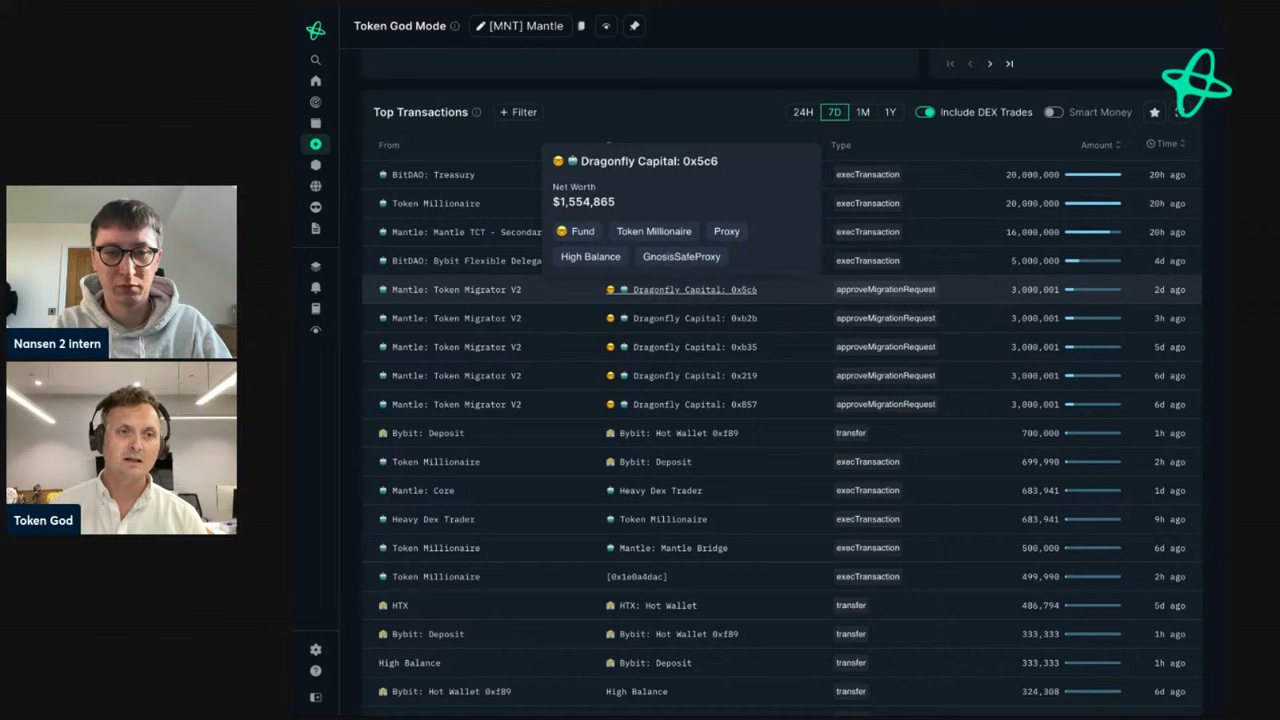 Token God Mode [MNT] Mantle
Top Transactions + Filter 24H 7D 1M 1Y Include DEX Trades Smart Money
From Type Amount Time
Dragonfly Capital: 0x5c6
Net Worth
$1,554,865
Fund Token Millionaire Proxy
High Balance GnosisSafeProxy
BitDAO: Treasury execTransaction 20,000,000 20h ago
Token Millionaire execTransaction 20,000,000 20h ago
Mantle: Mantle TCT - Secondar execTransaction 16,000,000 20h ago
BitDAO: Bybit Flexible Delega execTransaction 5,000,000 4d ago
Mantle: Token Migrator V2 Dragonfly Capital: 0x5c6 approveMigrationRequest 3,000,001 2d ago
Mantle: Token Migrator V2 Dragonfly Capital: 0xb2b approveMigrationRequest 3,000,001 3h ago
Mantle: Token Migrator V2 Dragonfly Capital: 0xb35 approveMigrationRequest 3,000,001 5d ago
Mantle: Token Migrator V2 Dragonfly Capital: 0x219 approveMigrationRequest 3,000,001 6d ago
Mantle: Token Migrator V2 Dragonfly Capital: 0x857 approveMigrationRequest 3,000,001 6d ago
Bybit: Deposit Bybit: Hot Wallet 0xf89 transfer 700,000 1h ago
Token Millionaire Bybit: Deposit execTransaction 699,990 2h ago
Mantle: Core Heavy Dex Trader execTransaction 683,941 1d ago
Heavy Dex Trader Token Millionaire execTransaction 683,941 9h ago
Token Millionaire Mantle: Mantle Bridge execTransaction 500,000 6d ago
Token Millionaire [0x1e0a4dac] execTransaction 499,990 2h ago
HTX HTX: Hot Wallet transfer 486,794 5d ago
Bybit: Deposit Bybit: Hot Wallet 0xf89 transfer 333,333 1h ago
High Balance Bybit: Deposit transfer 333,333 1h ago
Bybit: Hot Wallet 0xf89 High Balance transfer 324,308 6d ago
Nansen 2 Intern
Token God